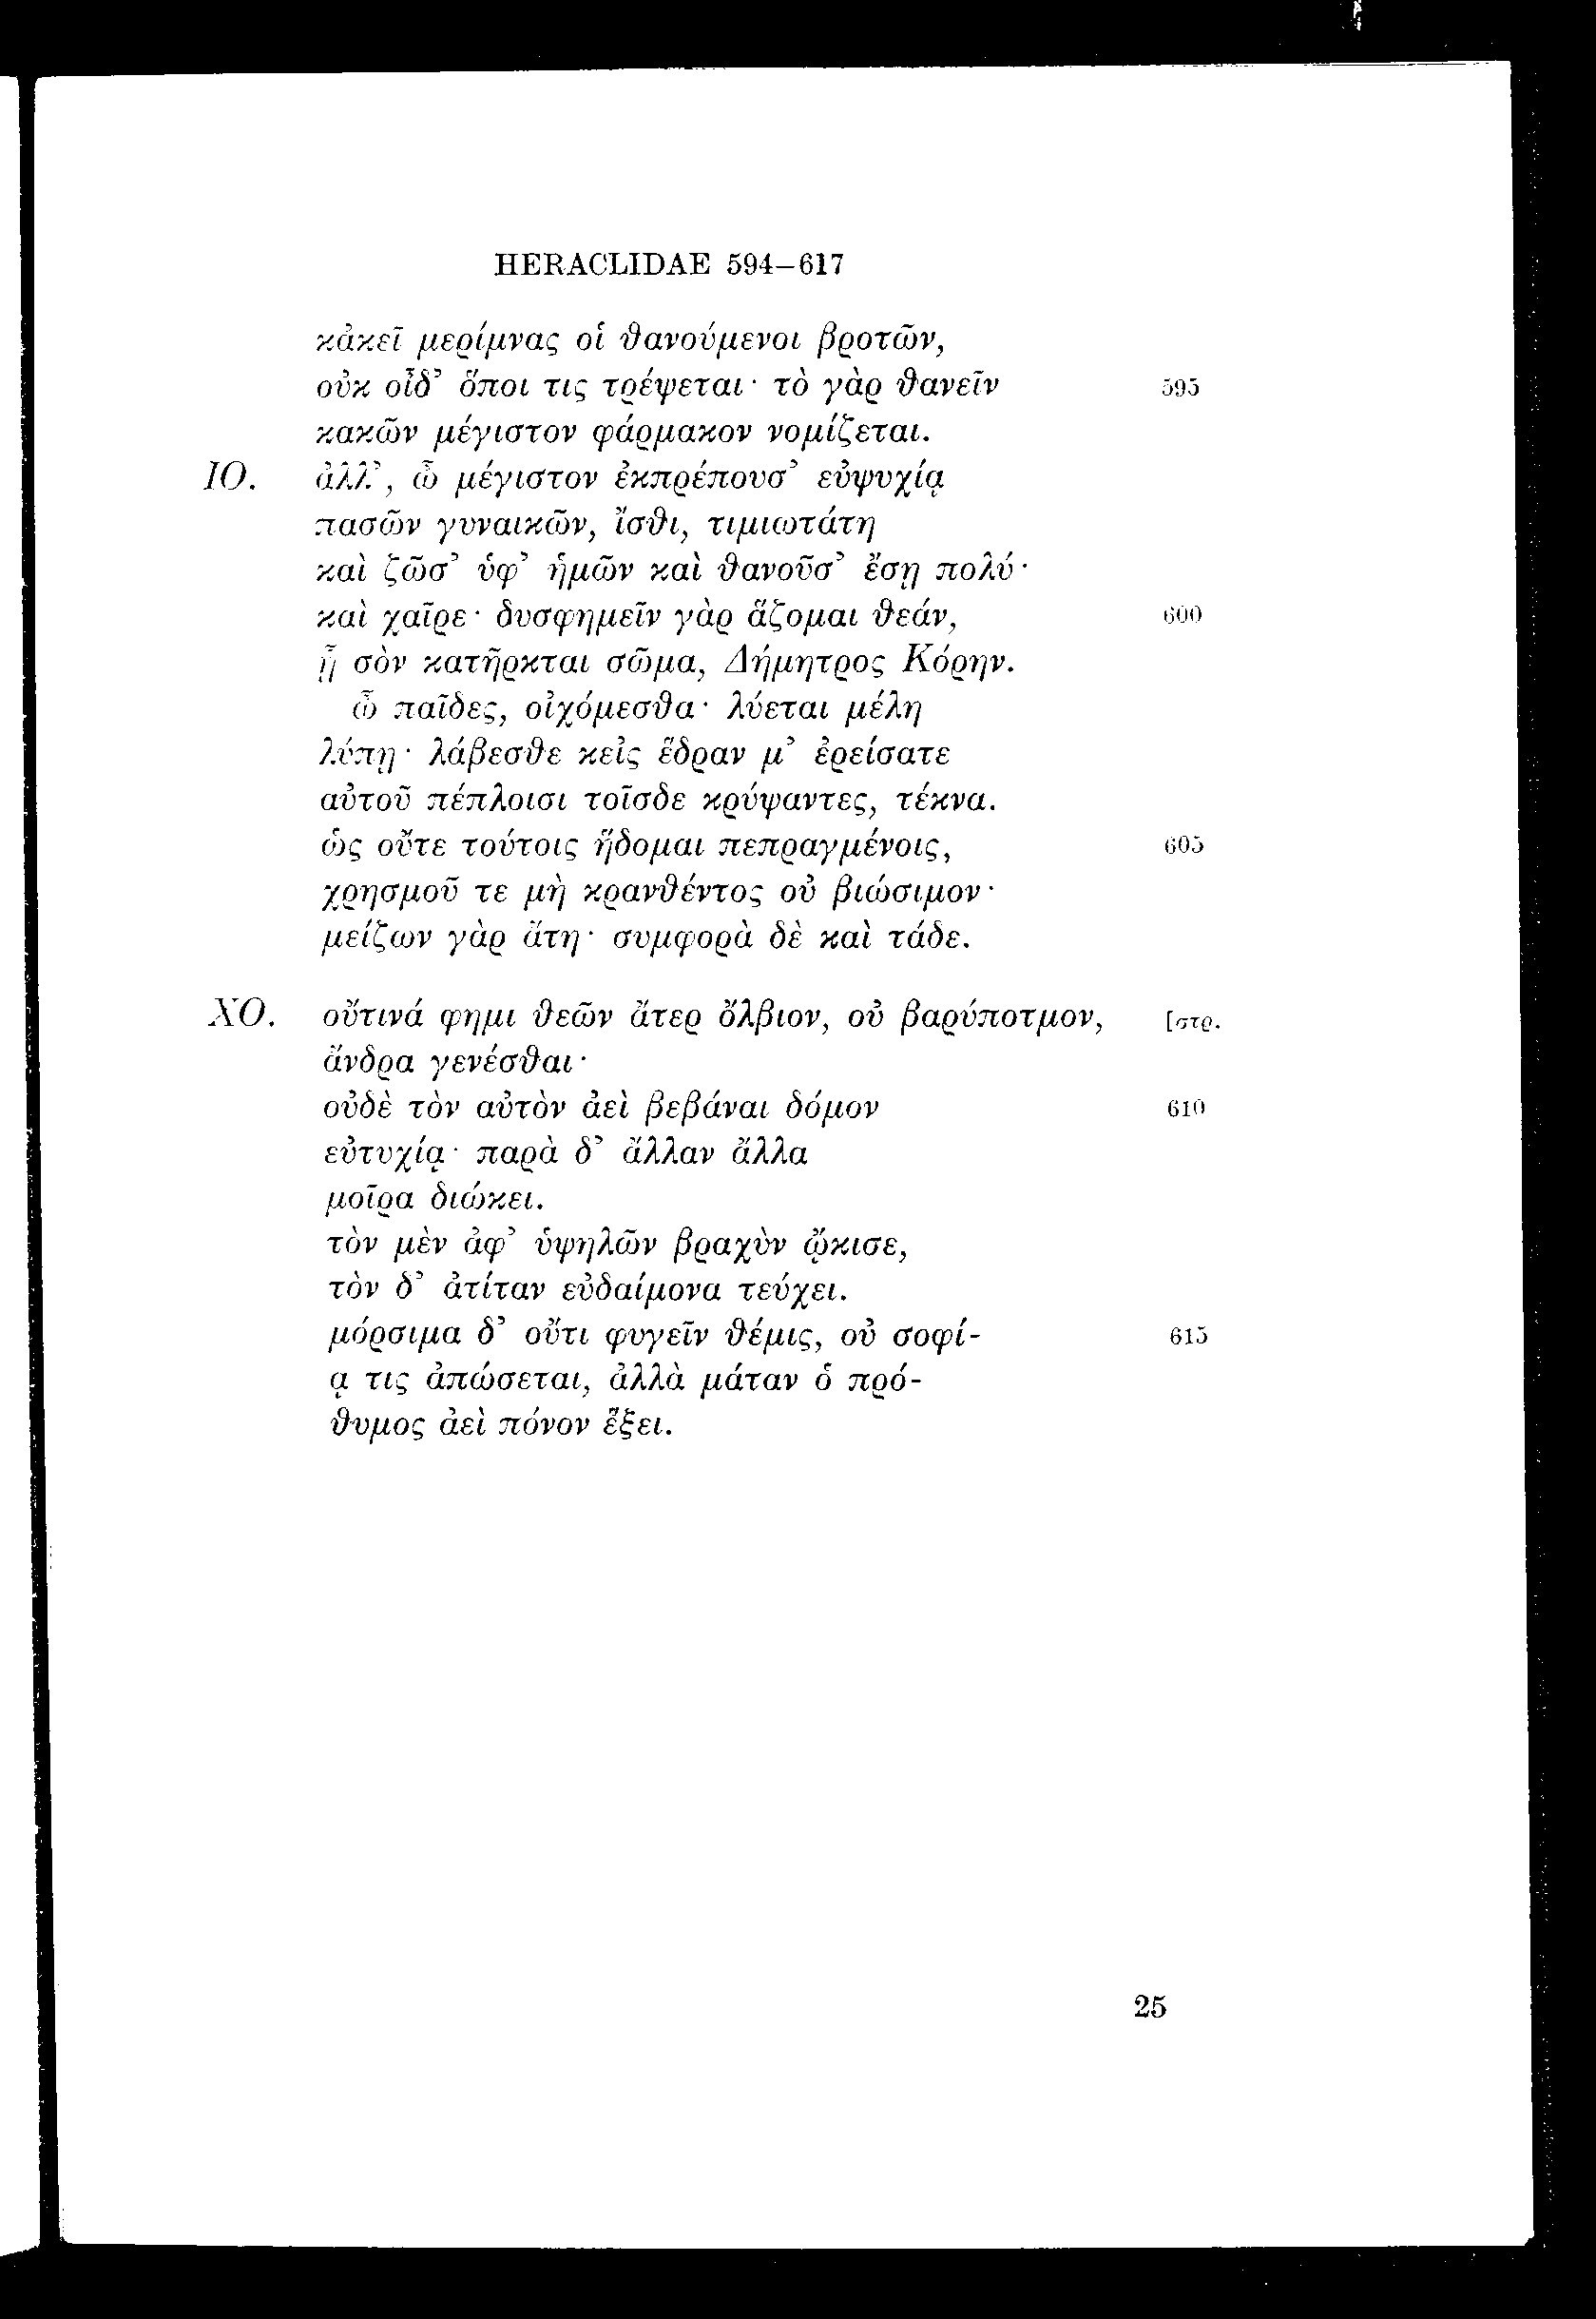 HERACLIDAE 594–617
κἀκεῖ μερίμνας οἱ θανούμενοι βροτῶν,
οὐκ οἶδ’ ὅποι τις τρέψεται· τὸ γὰρ θανεῖν 595
κακῶν μέγιστον φάρμακον νομίζεται.
ΙΟ. ἀλλ’, ὦ μέγιστον ἐκπρέπουσ’ εὐψυχίᾳ
πασῶν γυναικῶν, ἴσθι, τιμιωτάτη
καὶ ζῶσ’ ὑφ’ ἡμῶν καὶ θανοῦσ’ ἔσῃ πολύ·
καὶ χαῖρε· δυσφημεῖν γὰρ ἅζομαι θεάν, 600
ᾗ σὸν κατῆρκται σῶμα, Δήμητρος Κόρην.
ὦ παῖδες, οἰχόμεσθα· λύεται μέλη
λύπῃ· λάβεσθε κεἰς ἕδραν μ’ ἐρείσατε
αὐτοῦ πέπλοισι τοῖσδε κρύψαντες, τέκνα.
ὡς οὔτε τούτοις ἥδομαι πεπραγμένοις, 605
χρησμοῦ τε μὴ κρανθέντος οὐ βιώσιμον·
μείζων γὰρ ἄτη· συμφορὰ δὲ καὶ τάδε.
ΧΟ. οὔτινά φημι θεῶν ἄτερ ὄλβιον, οὐ βαρύποτμον, [στρ.
ἄνδρα γενέσθαι·
οὐδὲ τὸν αὐτὸν ἀεὶ βεβάναι δόμον 610
εὐτυχίᾳ· παρὰ δ’ ἄλλαν ἄλλα
μοῖρα διώκει.
τὸν μὲν ἀφ’ ὑψηλῶν βραχὺν ᾤκισε,
τὸν δ’ ἀτίταν εὐδαίμονα τεύχει.
μόρσιμα δ’ οὔτι φυγεῖν θέμις, οὐ σοφί- 615
ᾳ τις ἀπώσεται, ἀλλὰ μάταν ὁ πρό-
θυμος ἀεὶ πόνον ἕξει.
25